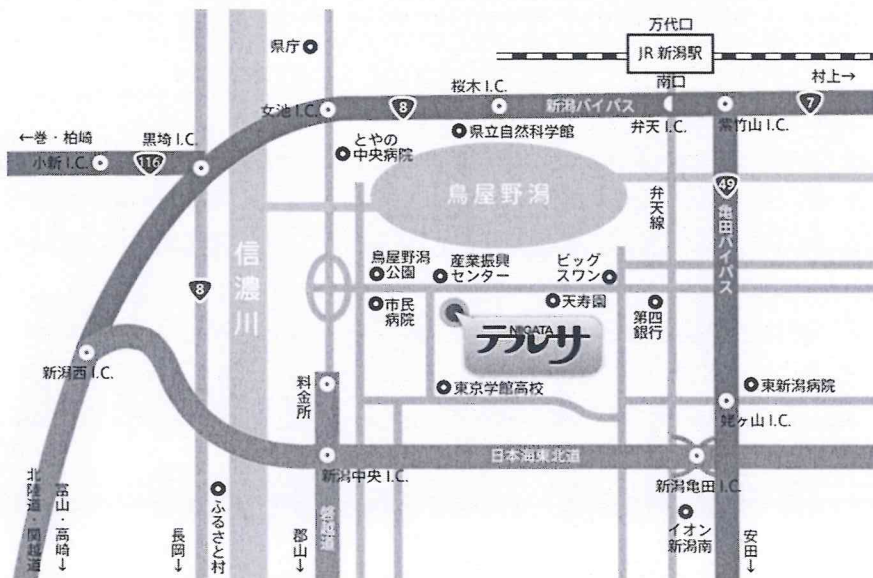 万代口
JR 新潟駅
南口
村上→
県庁
桜木 I.C.
女池 I.C.
8
新潟バイパス
弁天 I.C.
紫竹山 I.C.
7
←巻・柏崎
黒埼 I.C.
小新 I.C.
116
とやの
中央病院
県立自然科学館
鳥屋野潟
弁天線
49
亀田バイパス
信濃川
8
鳥屋野潟
公園
産業振興
センター
ビッグ
スワン
市民
病院
天寿園
第四
銀行
NIIGATA
テルサ
新潟西 I.C.
料金所
東京学館高校
東新潟病院
姥ヶ山 I.C.
日本海東北道
新潟中央 I.C.
新潟亀田 I.C.
北陸道・関越道
富山・高崎→
長岡→
ふるさと村
郡山→
磐越道
イオン
新潟南
安田→